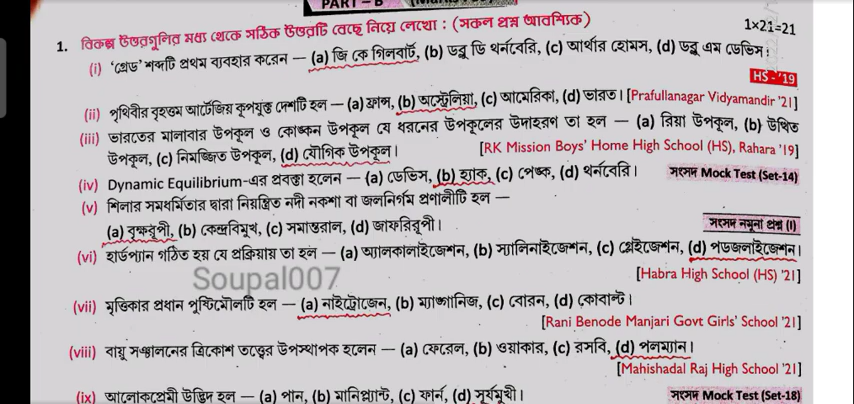 PART – B
1. বিকল্প উত্তরগুলির মধ্য থেকে সঠিক উত্তরটি বেছে নিয়ে লেখো : (সকল প্রশ্ন আবশ্যিক) 1×21=21
(i) ‘গ্রেড’ শব্দটি প্রথম ব্যবহার করেন — (a) জি কে গিলবার্ট, (b) ডব্লু ডি থর্নবেরি, (c) আর্থার হোমস, (d) ডব্লু এম ডেভিস।
HS - '19
(ii) পৃথিবীর বৃহত্তম আর্টেজিয় কূপযুক্ত দেশটি হল — (a) ফ্রান্স, (b) অস্ট্রেলিয়া, (c) আমেরিকা, (d) ভারত। [Prafullanagar Vidyamandir '21]
(iii) ভারতের মালাবার উপকূল ও কোঙ্কন উপকূল যে ধরনের উপকূলের উদাহরণ তা হল — (a) রিয়া উপকূল, (b) উত্থিত
উপকূল, (c) নিমজ্জিত উপকূল, (d) যৌগিক উপকূল। [RK Mission Boys' Home High School (HS), Rahara '19]
(iv) Dynamic Equilibrium-এর প্রবক্তা হলেন — (a) ডেভিস, (b) হ্যাক, (c) পেঙ্ক, (d) থর্নবেরি। সংসদ Mock Test (Set-14)
(v) শিলার সমধর্মিতার দ্বারা নিয়ন্ত্রিত নদী নকশা বা জলনির্গম প্রণালীটি হল —
(a) বৃক্ষরূপী, (b) কেন্দ্রবিমুখ, (c) সমান্তরাল, (d) জাফরিরূপী। সংসদ নমুনা প্রশ্ন (I)
(vi) হার্ডপ্যান গঠিত হয় যে প্রক্রিয়ায় তা হল — (a) অ্যালকালাইজেশন, (b) স্যালিনাইজেশন, (c) গ্লেইজেশন, (d) পডজলাইজেশন।
Soupal007
[Habra High School (HS) '21]
(vii) মৃত্তিকার প্রধান পুষ্টিমৌলটি হল — (a) নাইট্রোজেন, (b) ম্যাঙ্গানিজ, (c) বোরন, (d) কোবাল্ট।
[Rani Benode Manjari Govt Girls' School '21]
(viii) বায়ু সঞ্চালনের ত্রিকোশ তত্ত্বের উপস্থাপক হলেন — (a) ফেরেল, (b) ওয়াকার, (c) রসবি, (d) পলম্যান।
[Mahishadal Raj High School '21]
(ix) আলোকপ্রেমী উদ্ভিদ হল — (a) পান, (b) মানিপ্ল্যান্ট, (c) ফার্ন, (d) সূর্যমুখী। সংসদ Mock Test (Set-18)